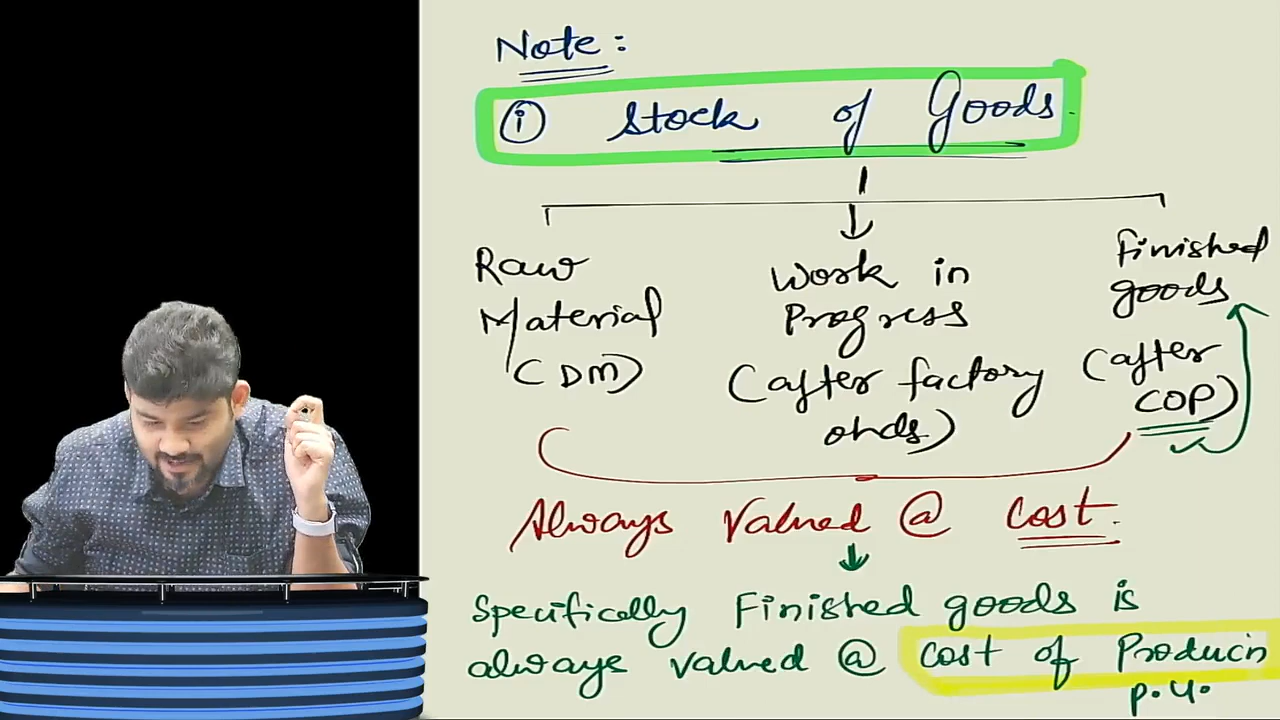 Note:
① Stock of Goods
Raw
Material
(DM)
Work in
Progress
(after factory
ohds)
Finished
goods
(after
COP)
Always Valued @ Cost.
Specifically Finished goods is
always valued @ Cost of Producn
p.u.